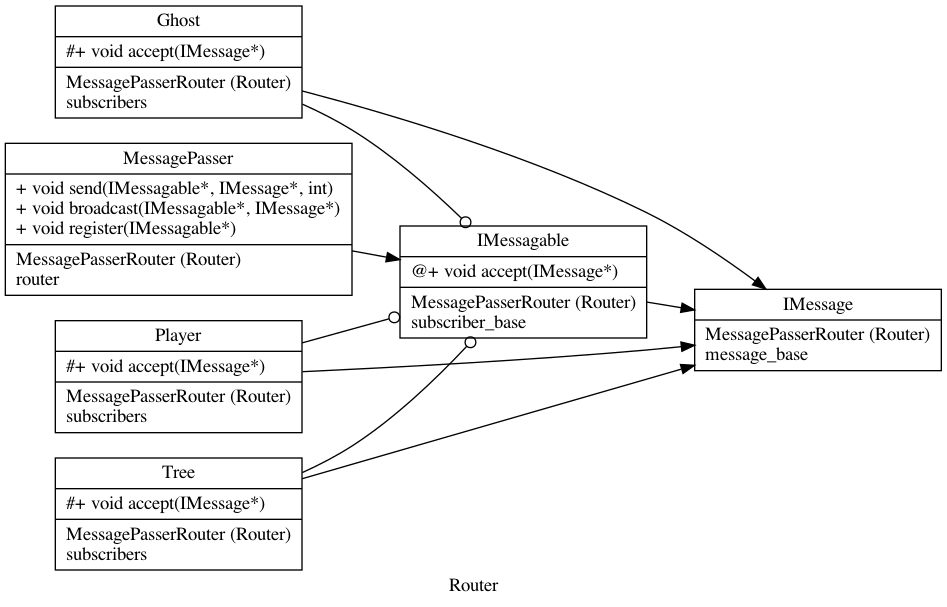 Ghost
#+ void accept(IMessage*)
MessagePasserRouter (Router)
subscribers
MessagePasser
+ void send(IMessagable*, IMessage*, int)
+ void broadcast(IMessagable*, IMessage*)
+ void register(IMessagable*)
MessagePasserRouter (Router)
router
IMessagable
@+ void accept(IMessage*)
MessagePasserRouter (Router)
subscriber_base
IMessage
MessagePasserRouter (Router)
message_base
Player
#+ void accept(IMessage*)
MessagePasserRouter (Router)
subscribers
Tree
#+ void accept(IMessage*)
MessagePasserRouter (Router)
subscribers
Router